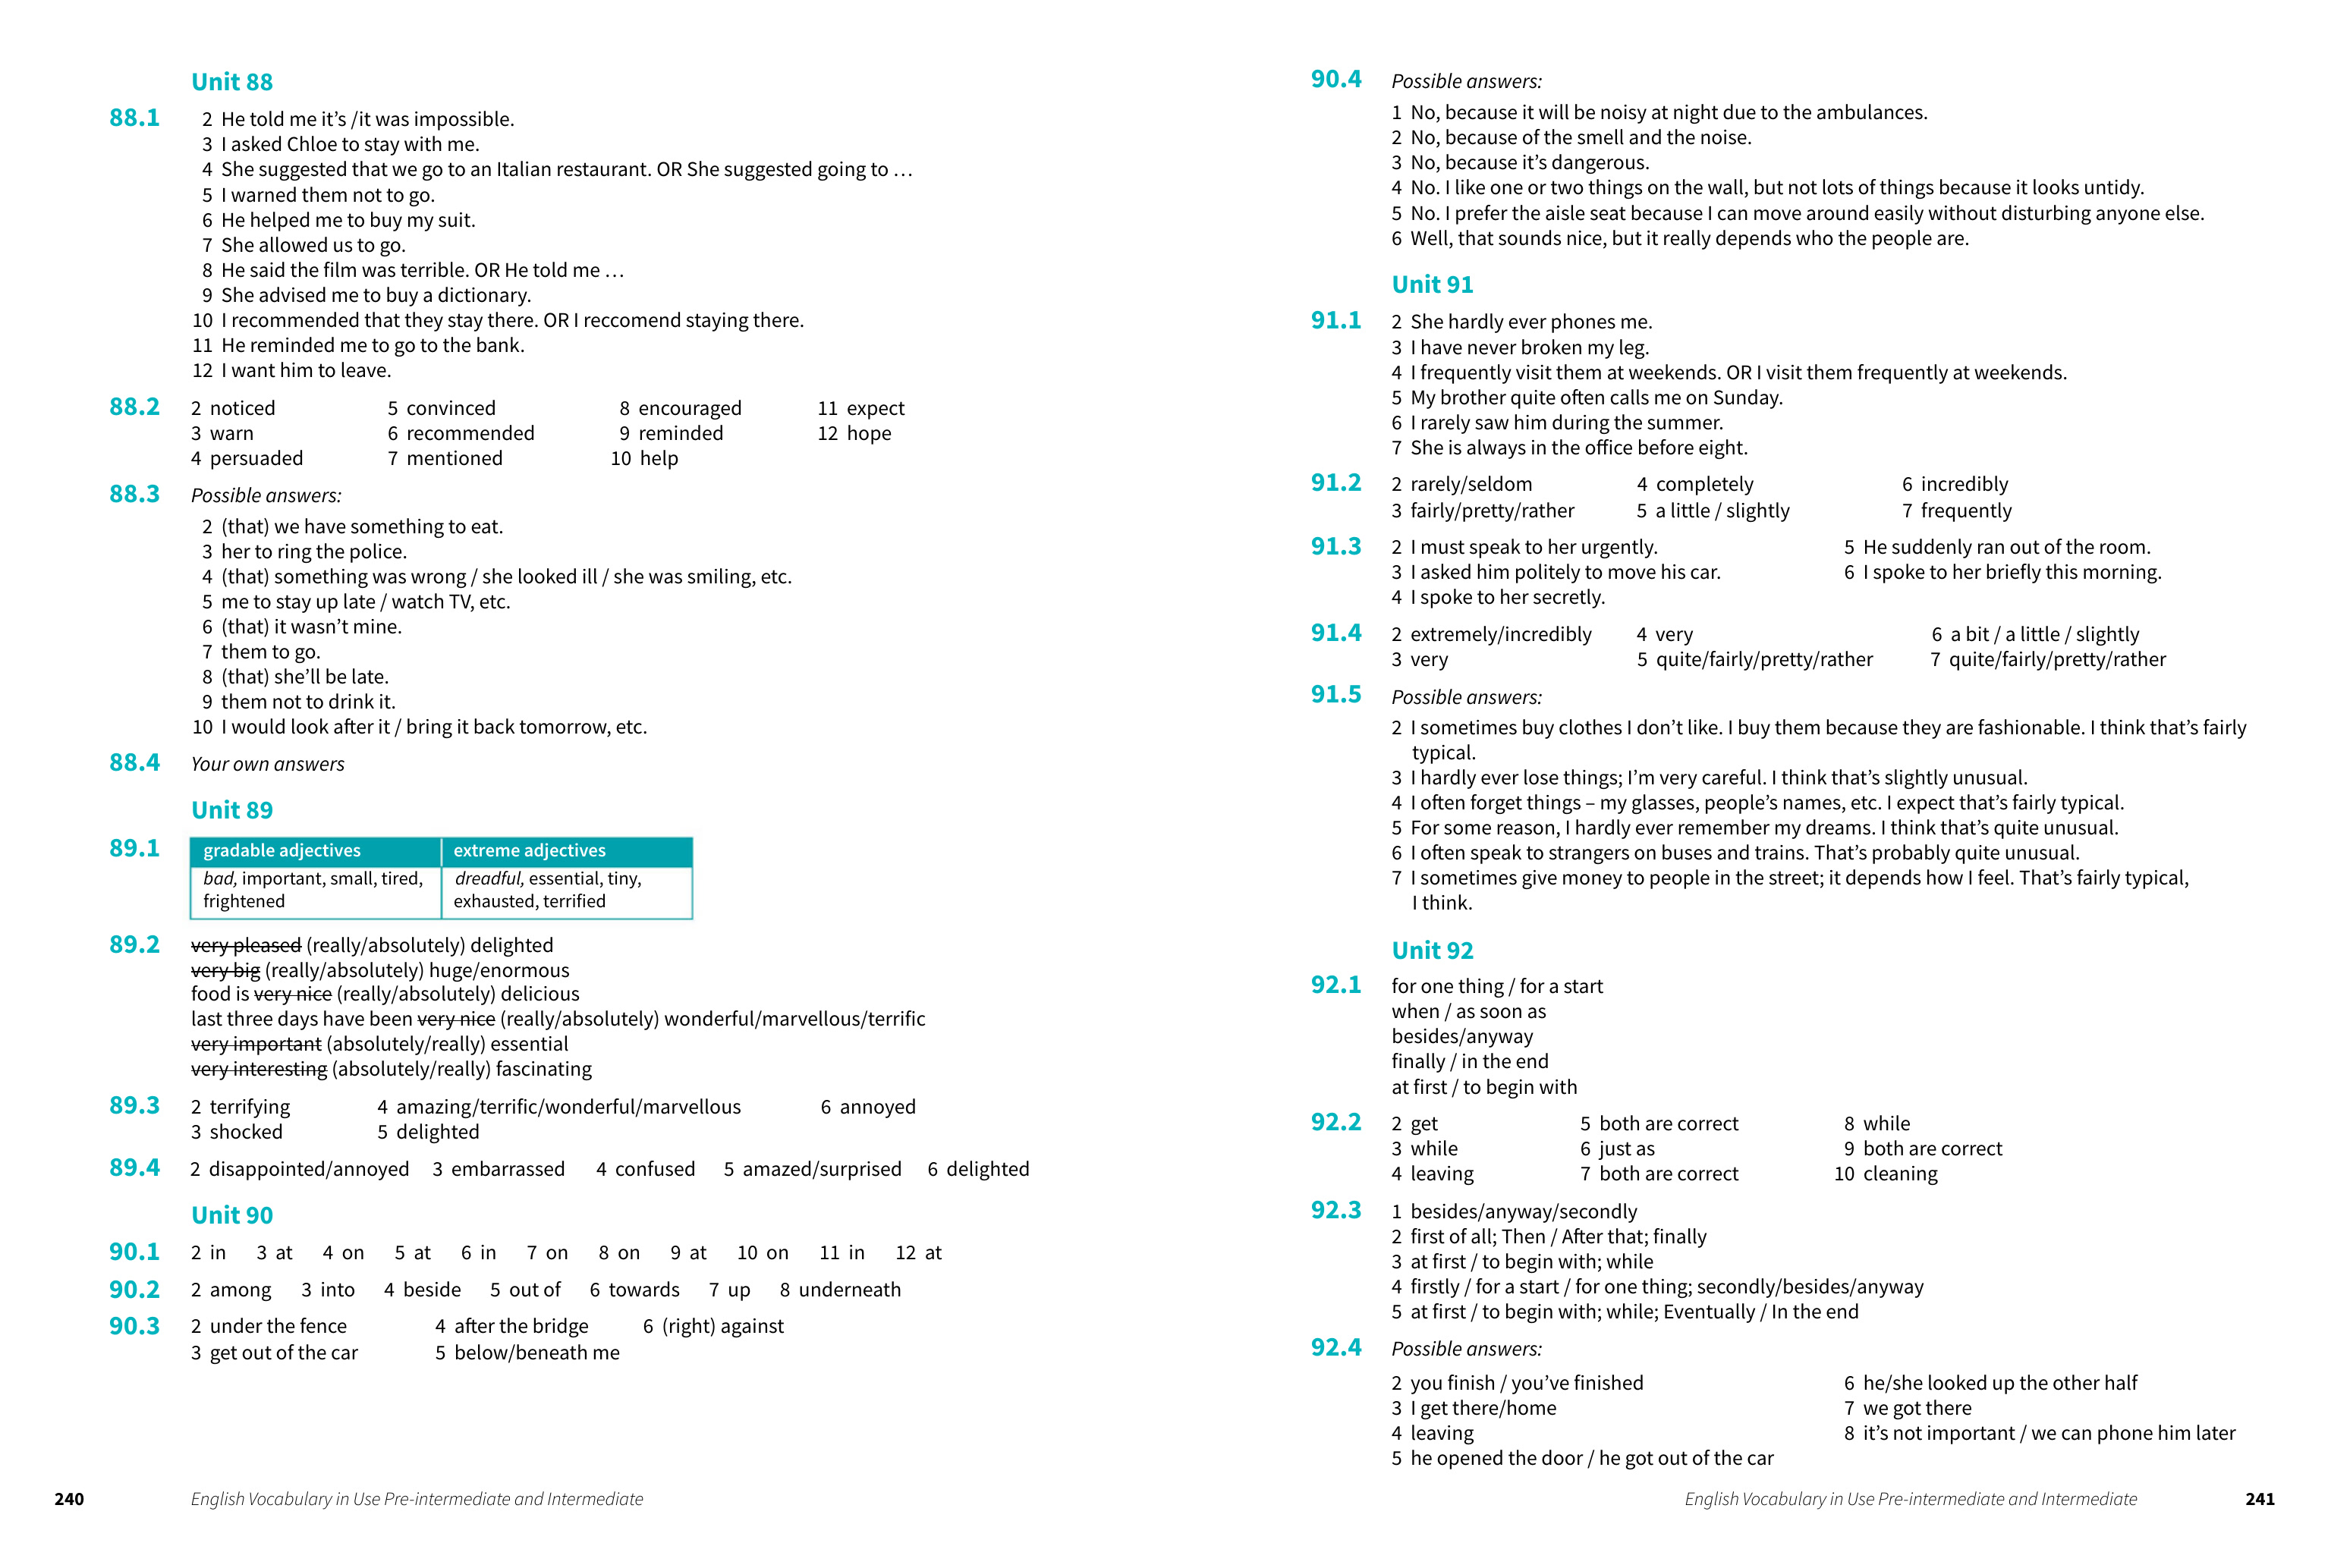 Unit 88
88.1 2 He told me it’s /it was impossible.
3 I asked Chloe to stay with me.
4 She suggested that we go to an Italian restaurant. OR She suggested going to …
5 I warned them not to go.
6 He helped me to buy my suit.
7 She allowed us to go.
8 He said the film was terrible. OR He told me …
9 She advised me to buy a dictionary.
10 I recommended that they stay there. OR I reccomend staying there.
11 He reminded me to go to the bank.
12 I want him to leave.
88.2 2 noticed 5 convinced 8 encouraged 11 expect
3 warn 6 recommended 9 reminded 12 hope
4 persuaded 7 mentioned 10 help
88.3 Possible answers:
2 (that) we have something to eat.
3 her to ring the police.
4 (that) something was wrong / she looked ill / she was smiling, etc.
5 me to stay up late / watch TV, etc.
6 (that) it wasn’t mine.
7 them to go.
8 (that) she’ll be late.
9 them not to drink it.
10 I would look after it / bring it back tomorrow, etc.
88.4 Your own answers
Unit 89
89.1 gradable adjectives extreme adjectives
bad, important, small, tired, dreadful, essential, tiny,
frightened exhausted, terrified
89.2 very pleased (really/absolutely) delighted
very big (really/absolutely) huge/enormous
food is very nice (really/absolutely) delicious
last three days have been very nice (really/absolutely) wonderful/marvellous/terrific
very important (absolutely/really) essential
very interesting (absolutely/really) fascinating
89.3 2 terrifying 4 amazing/terrific/wonderful/marvellous 6 annoyed
3 shocked 5 delighted
89.4 2 disappointed/annoyed 3 embarrassed 4 confused 5 amazed/surprised 6 delighted
Unit 90
90.1 2 in 3 at 4 on 5 at 6 in 7 on 8 on 9 at 10 on 11 in 12 at
90.2 2 among 3 into 4 beside 5 out of 6 towards 7 up 8 underneath
90.3 2 under the fence 4 after the bridge 6 (right) against
3 get out of the car 5 below/beneath me
240 English Vocabulary in Use Pre-intermediate and Intermediate
90.4 Possible answers:
1 No, because it will be noisy at night due to the ambulances.
2 No, because of the smell and the noise.
3 No, because it’s dangerous.
4 No. I like one or two things on the wall, but not lots of things because it looks untidy.
5 No. I prefer the aisle seat because I can move around easily without disturbing anyone else.
6 Well, that sounds nice, but it really depends who the people are.
Unit 91
91.1 2 She hardly ever phones me.
3 I have never broken my leg.
4 I frequently visit them at weekends. OR I visit them frequently at weekends.
5 My brother quite often calls me on Sunday.
6 I rarely saw him during the summer.
7 She is always in the office before eight.
91.2 2 rarely/seldom 4 completely 6 incredibly
3 fairly/pretty/rather 5 a little / slightly 7 frequently
91.3 2 I must speak to her urgently. 5 He suddenly ran out of the room.
3 I asked him politely to move his car. 6 I spoke to her briefly this morning.
4 I spoke to her secretly.
91.4 2 extremely/incredibly 4 very 6 a bit / a little / slightly
3 very 5 quite/fairly/pretty/rather 7 quite/fairly/pretty/rather
91.5 Possible answers:
2 I sometimes buy clothes I don’t like. I buy them because they are fashionable. I think that’s fairly
typical.
3 I hardly ever lose things; I’m very careful. I think that’s slightly unusual.
4 I often forget things – my glasses, people’s names, etc. I expect that’s fairly typical.
5 For some reason, I hardly ever remember my dreams. I think that’s quite unusual.
6 I often speak to strangers on buses and trains. That’s probably quite unusual.
7 I sometimes give money to people in the street; it depends how I feel. That’s fairly typical,
I think.
Unit 92
92.1 for one thing / for a start
when / as soon as
besides/anyway
finally / in the end
at first / to begin with
92.2 2 get 5 both are correct 8 while
3 while 6 just as 9 both are correct
4 leaving 7 both are correct 10 cleaning
92.3 1 besides/anyway/secondly
2 first of all; Then / After that; finally
3 at first / to begin with; while
4 firstly / for a start / for one thing; secondly/besides/anyway
5 at first / to begin with; while; Eventually / In the end
92.4 Possible answers:
2 you finish / you’ve finished 6 he/she looked up the other half
3 I get there/home 7 we got there
4 leaving 8 it’s not important / we can phone him later
5 he opened the door / he got out of the car
English Vocabulary in Use Pre-intermediate and Intermediate 241